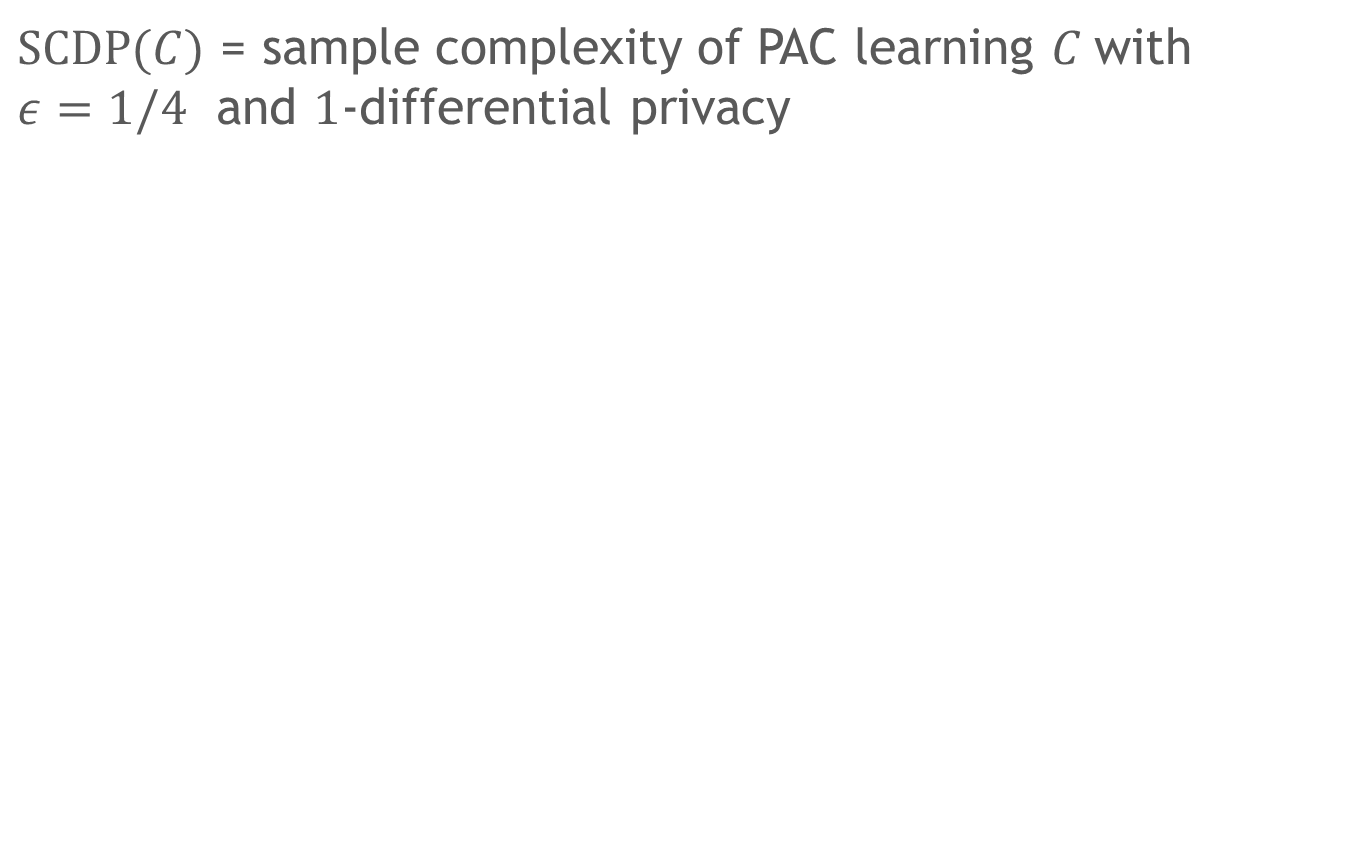 SCDP(C) = sample complexity of PAC learning C with
ϵ = 1/4 and 1-differential privacy